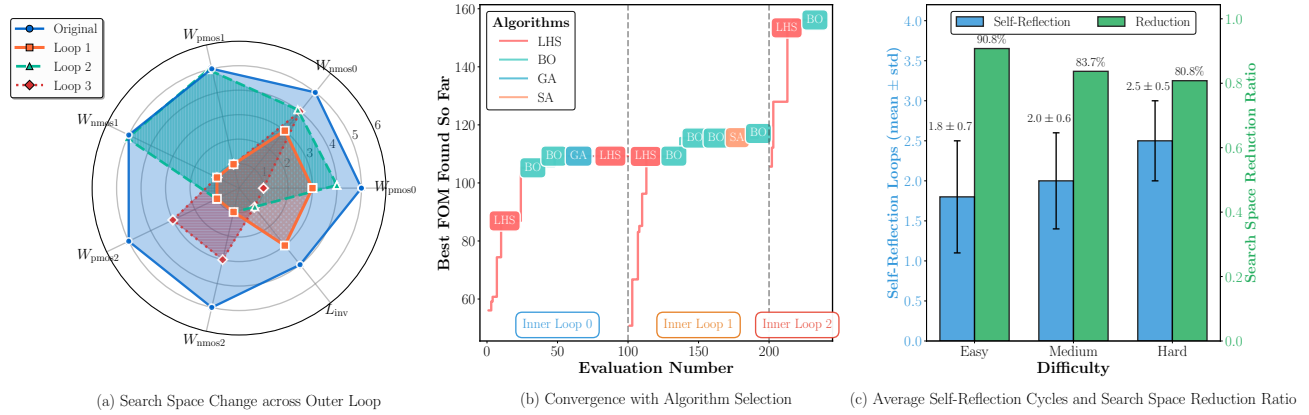 Original
Loop 1
Loop 2
Loop 3
W_pmos1
W_nmos0
W_nmos1
W_pmos0
W_pmos2
W_nmos2
L_inv
1
2
3
4
5
6
(a) Search Space Change across Outer Loop
Best FOM Found So Far
160
140
120
100
80
60
Algorithms
LHS
BO
GA
SA
LHS
BO
BO
GA
LHS
LHS
BO
BO
BO
SA
BO
LHS
BO
Inner Loop 0
Inner Loop 1
Inner Loop 2
0
50
100
150
200
Evaluation Number
(b) Convergence with Algorithm Selection
Self-Reflection Loops (mean ± std)
4.0
3.5
3.0
2.5
2.0
1.5
1.0
0.5
0.0
Self-Reflection
Reduction
1.8 ± 0.7
90.8%
2.0 ± 0.6
83.7%
2.5 ± 0.5
80.8%
1.0
0.8
0.6
0.4
0.2
0.0
Search Space Reduction Ratio
Easy
Medium
Hard
Difficulty
(c) Average Self-Reflection Cycles and Search Space Reduction Ratio